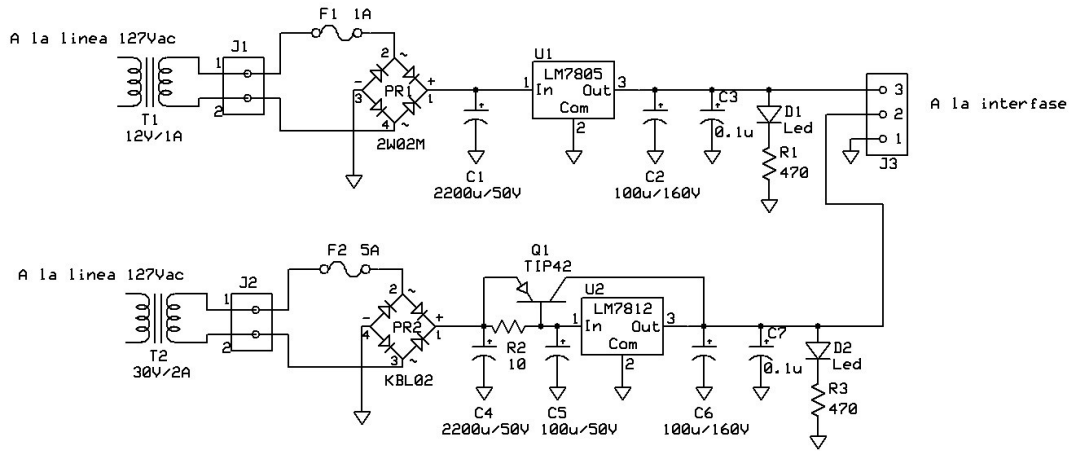 F1 1A
A la linea 127Vac
J1
1
2
T1
12V/1A
2 ~
- +
PR1
3 1
4 ~
2W02M
U1
LM7805
1 In Out 3
Com
2
C1
2200u/50V
C2
100u/160V
C3
0.1u
D1
Led
R1
470
3
2
1
J3
A la interfase
F2 5A
A la linea 127Vac
J2
1
2
T2
30V/2A
2 ~
- +
PR2
4 1
3 ~
KBL02
Q1
TIP42
U2
LM7812
1 In Out 3
Com
2
R2
10
C4
2200u/50V
C5
100u/50V
C6
100u/160V
C7
0.1u
D2
Led
R3
470